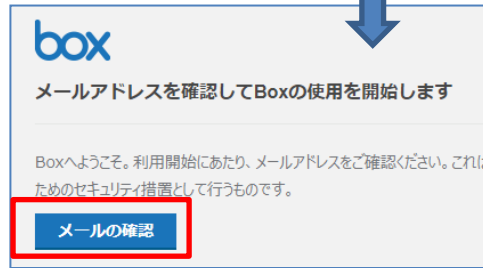 box
メールアドレスを確認してBoxの使用を開始します
Boxへようこそ。利用開始にあたり、メールアドレスをご確認ください。これは
ためのセキュリティ措置として行うものです。
メールの確認